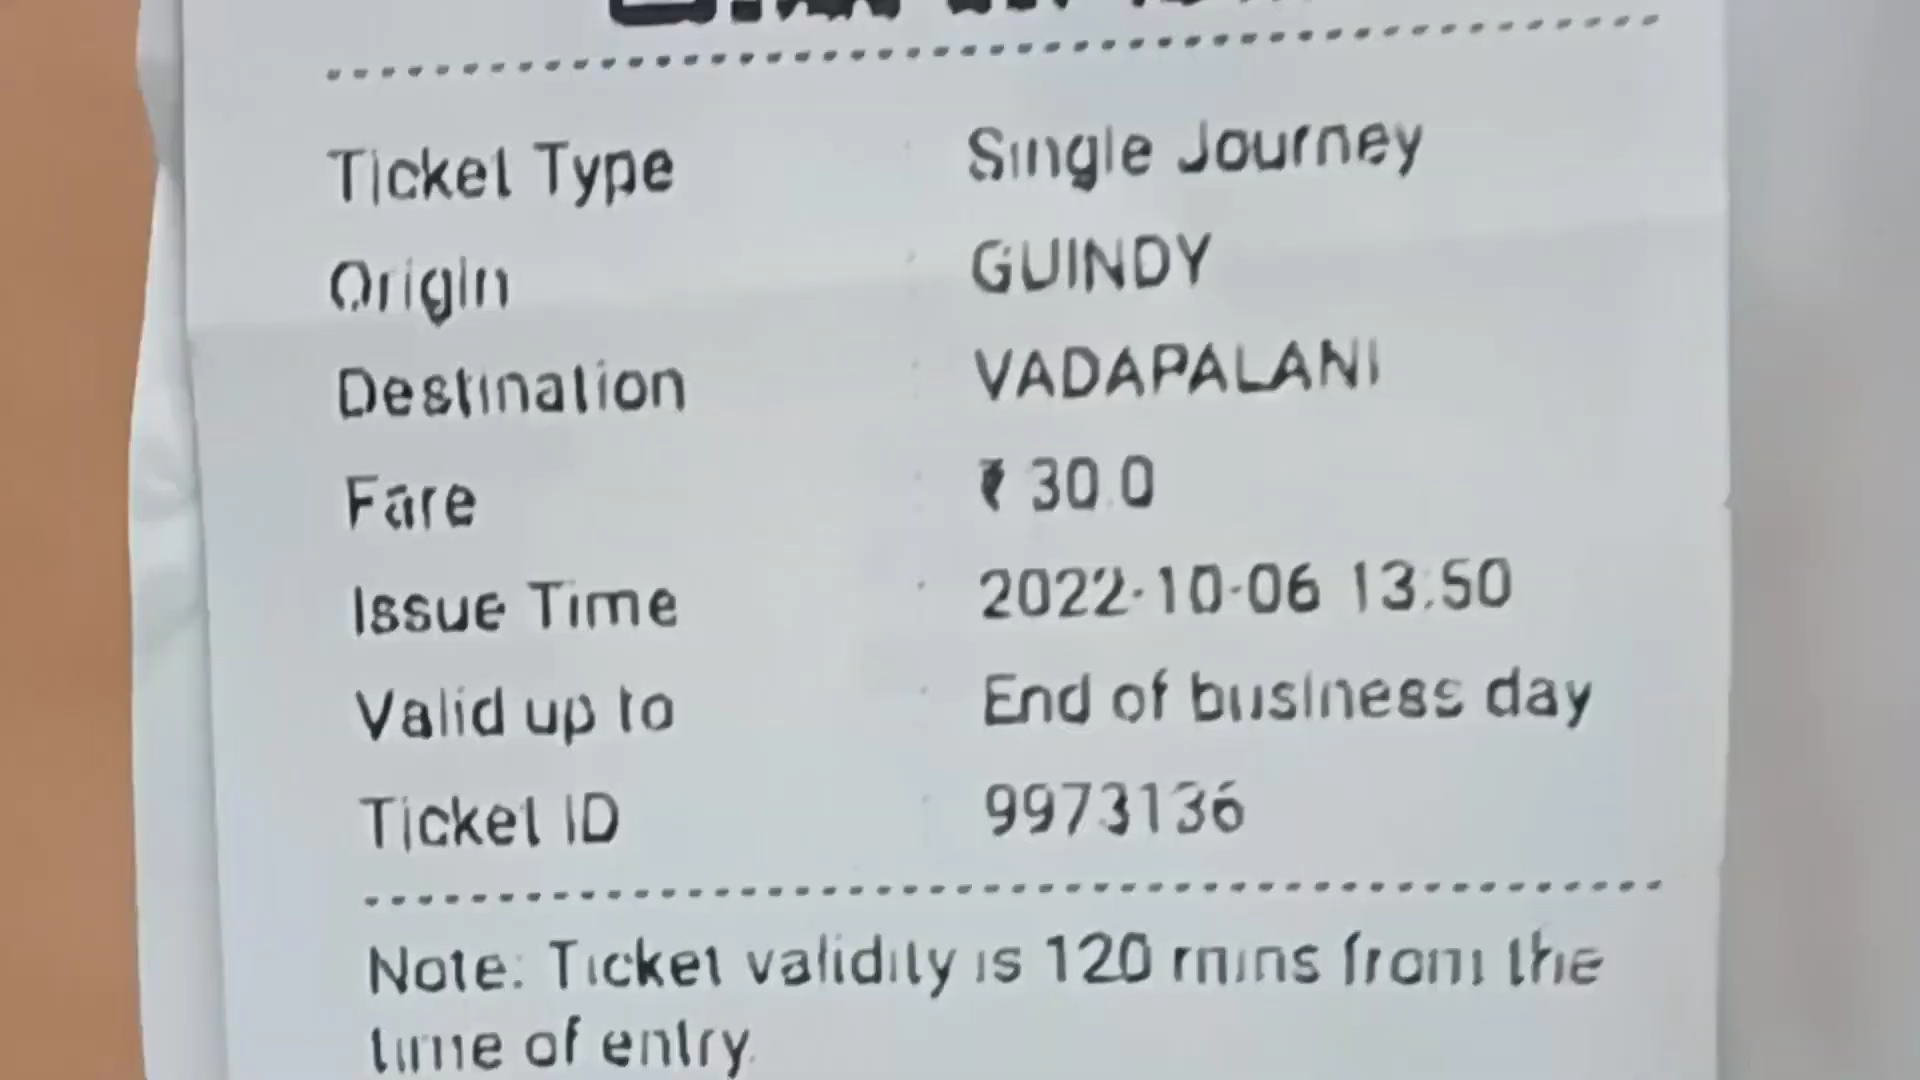 Ticket Type : Single Journey
Origin : GUINDY
Destination : VADAPALANI
Fare : ₹ 30.0
Issue Time : 2022-10-06 13:50
Valid up to : End of business day
Ticket ID : 9973136
Note: Ticket validity is 120 mins from the
time of entry.